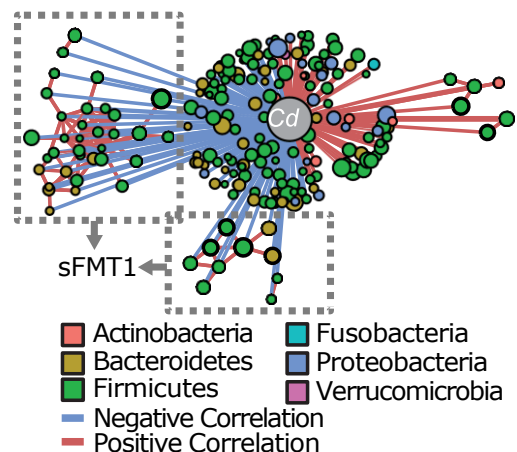 Cd
sFMT1
Actinobacteria
Bacteroidetes
Firmicutes
Fusobacteria
Proteobacteria
Verrucomicrobia
Negative Correlation
Positive Correlation